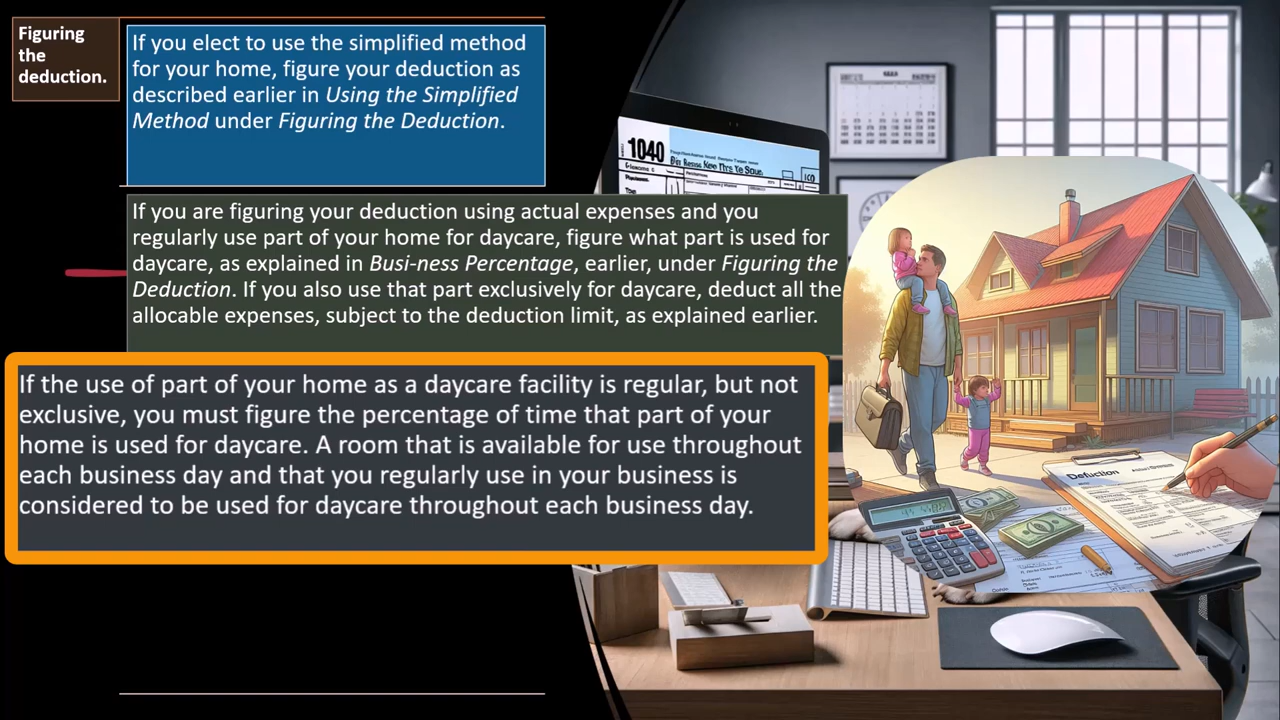 Figuring
the
deduction.
If you elect to use the simplified method
for your home, figure your deduction as
described earlier in Using the Simplified
Method under Figuring the Deduction.
If you are figuring your deduction using actual expenses and you
regularly use part of your home for daycare, figure what part is used for
daycare, as explained in Busi-ness Percentage, earlier, under Figuring the
Deduction. If you also use that part exclusively for daycare, deduct all the
allocable expenses, subject to the deduction limit, as explained earlier.
If the use of part of your home as a daycare facility is regular, but not
exclusive, you must figure the percentage of time that part of your
home is used for daycare. A room that is available for use throughout
each business day and that you regularly use in your business is
considered to be used for daycare throughout each business day.
1040